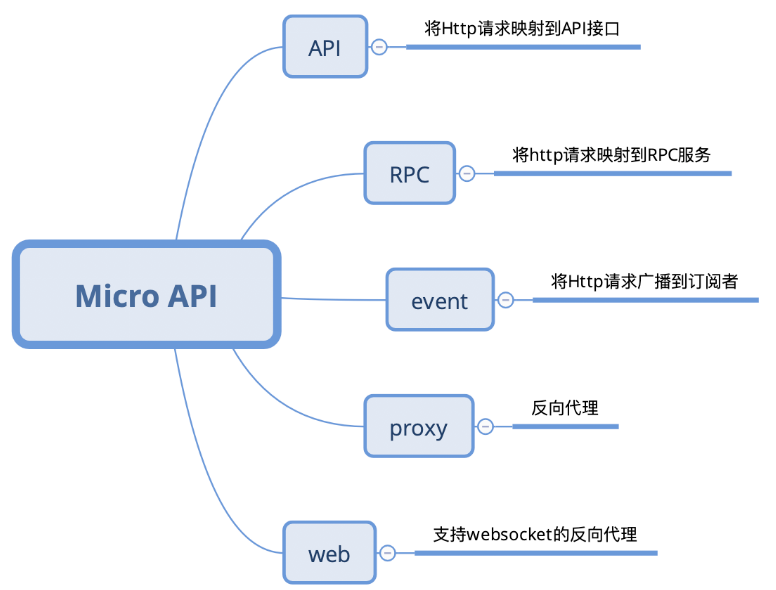 API
将Http请求映射到API接口
RPC
将http请求映射到RPC服务
Micro API
event
将Http请求广播到订阅者
proxy
反向代理
web
支持websocket的反向代理